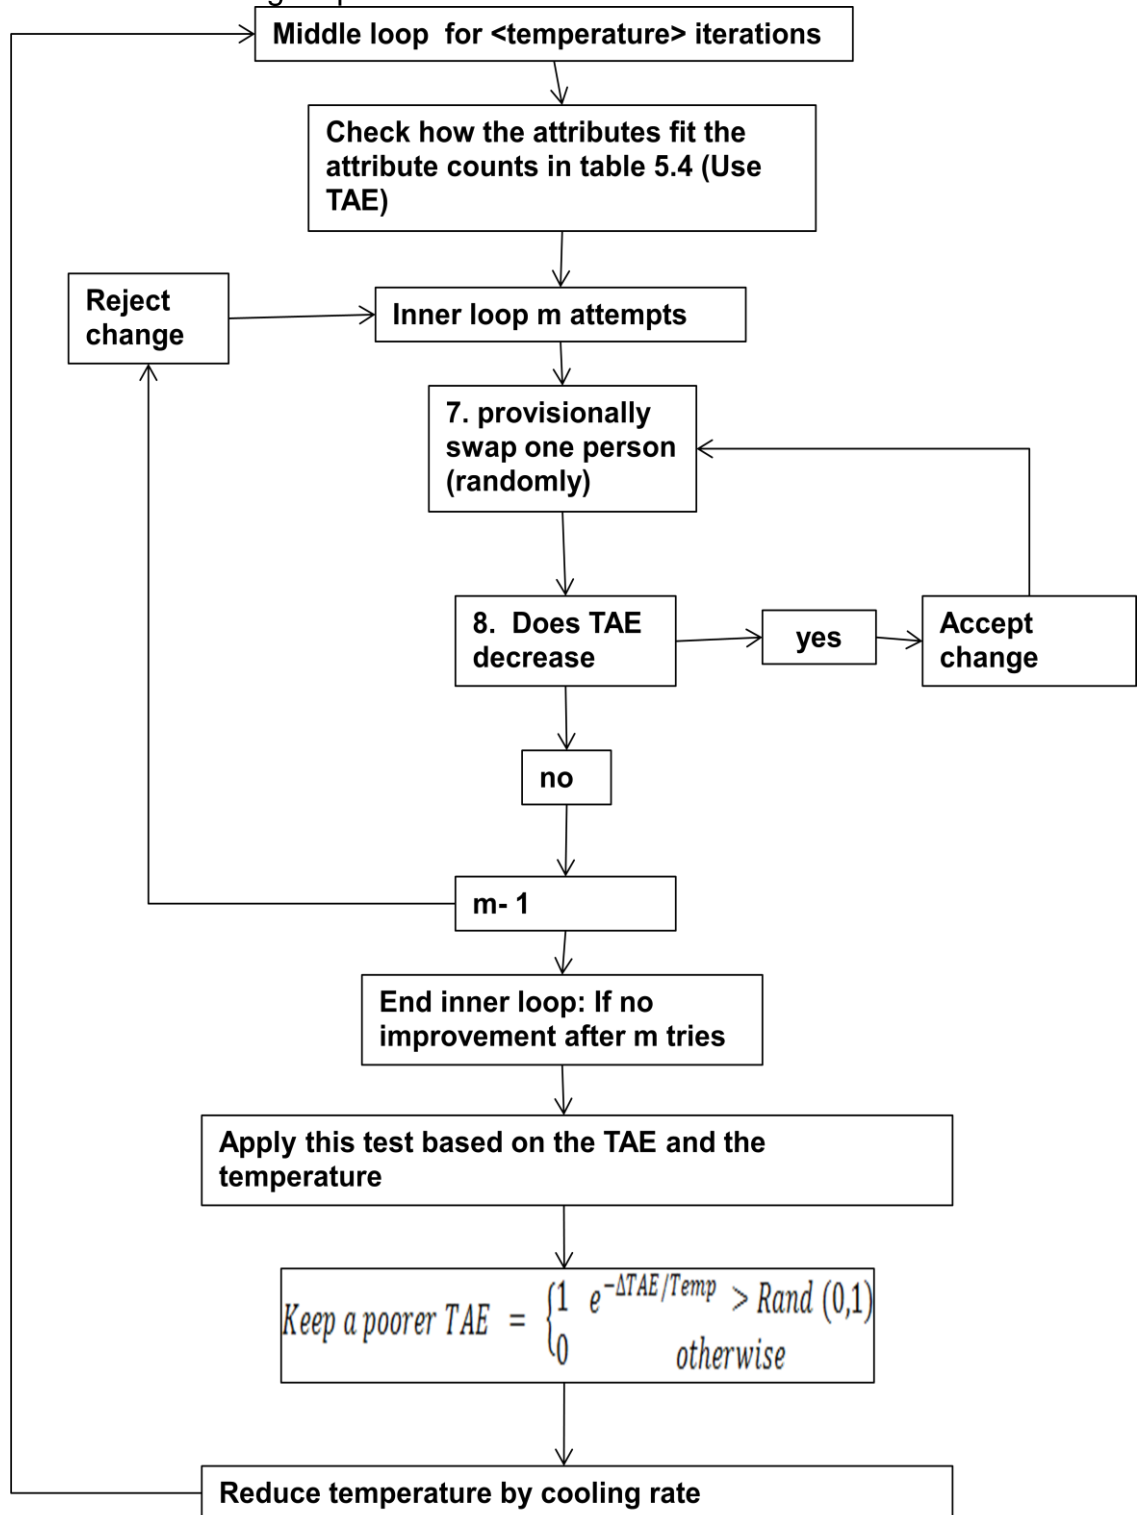 Middle loop  for <temperature> iterations
Check how the attributes fit the
attribute counts in table 5.4 (Use
TAE)
Reject
change
Inner loop m attempts
7. provisionally
swap one person
(randomly)
8.  Does TAE
decrease
yes
Accept
change
no
m- 1
End inner loop: If no
improvement after m tries
Apply this test based on the TAE and the
temperature
Keep a poorer TAE = {1 e^{-ΔTAE/Temp} > Rand (0,1)
0 otherwise
Reduce temperature by cooling rate